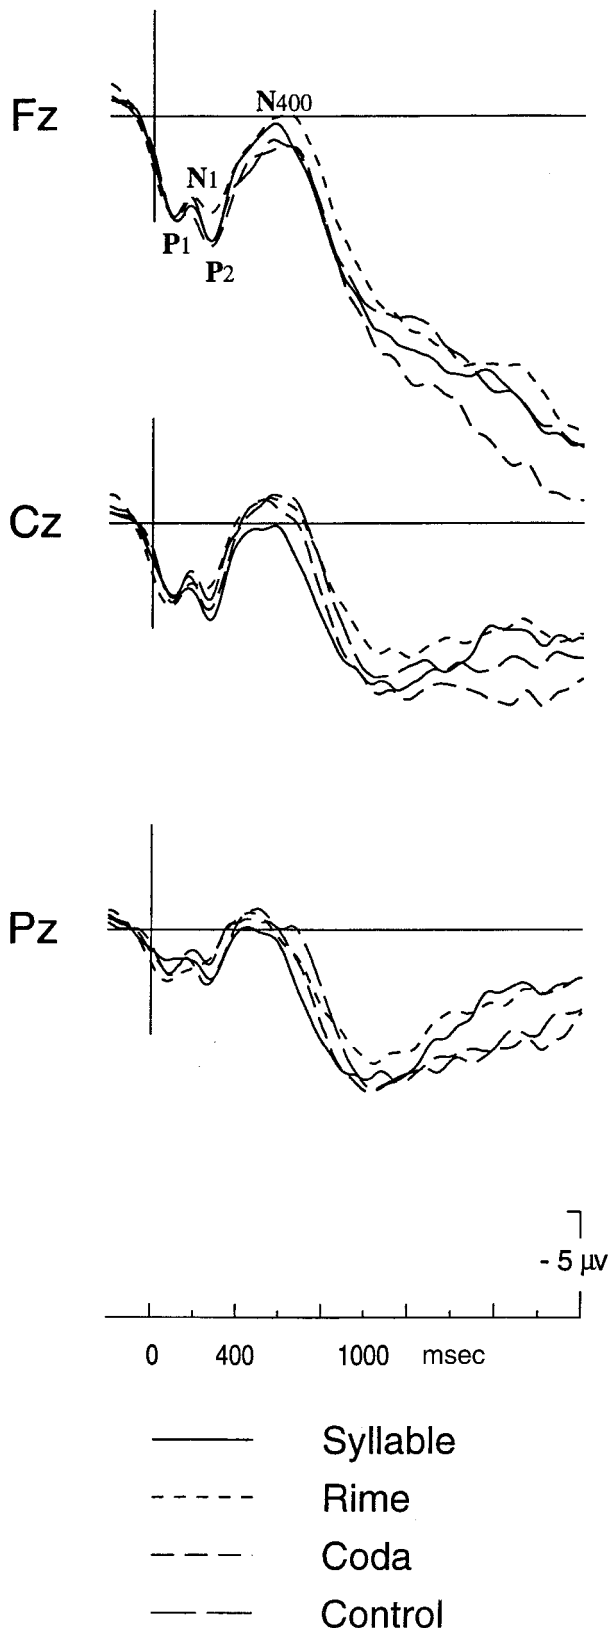 Fz
N400
N1
P1
P2
Cz
Pz
- 5 µv
0 400 1000 msec
Syllable
Rime
Coda
Control